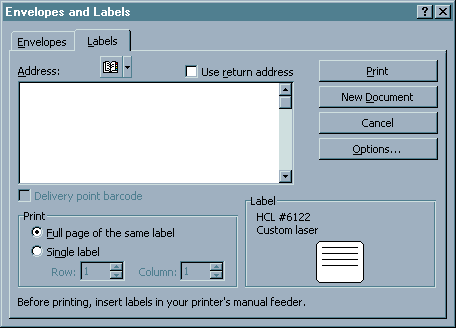 Envelopes and Labels
Envelopes Labels
Address: Use return address
Print
New Document
Cancel
Options...
Delivery point barcode
Print
Full page of the same label
Single label
Row: 1 Column: 1
Label
HCL #6122
Custom laser
Before printing, insert labels in your printer's manual feeder.